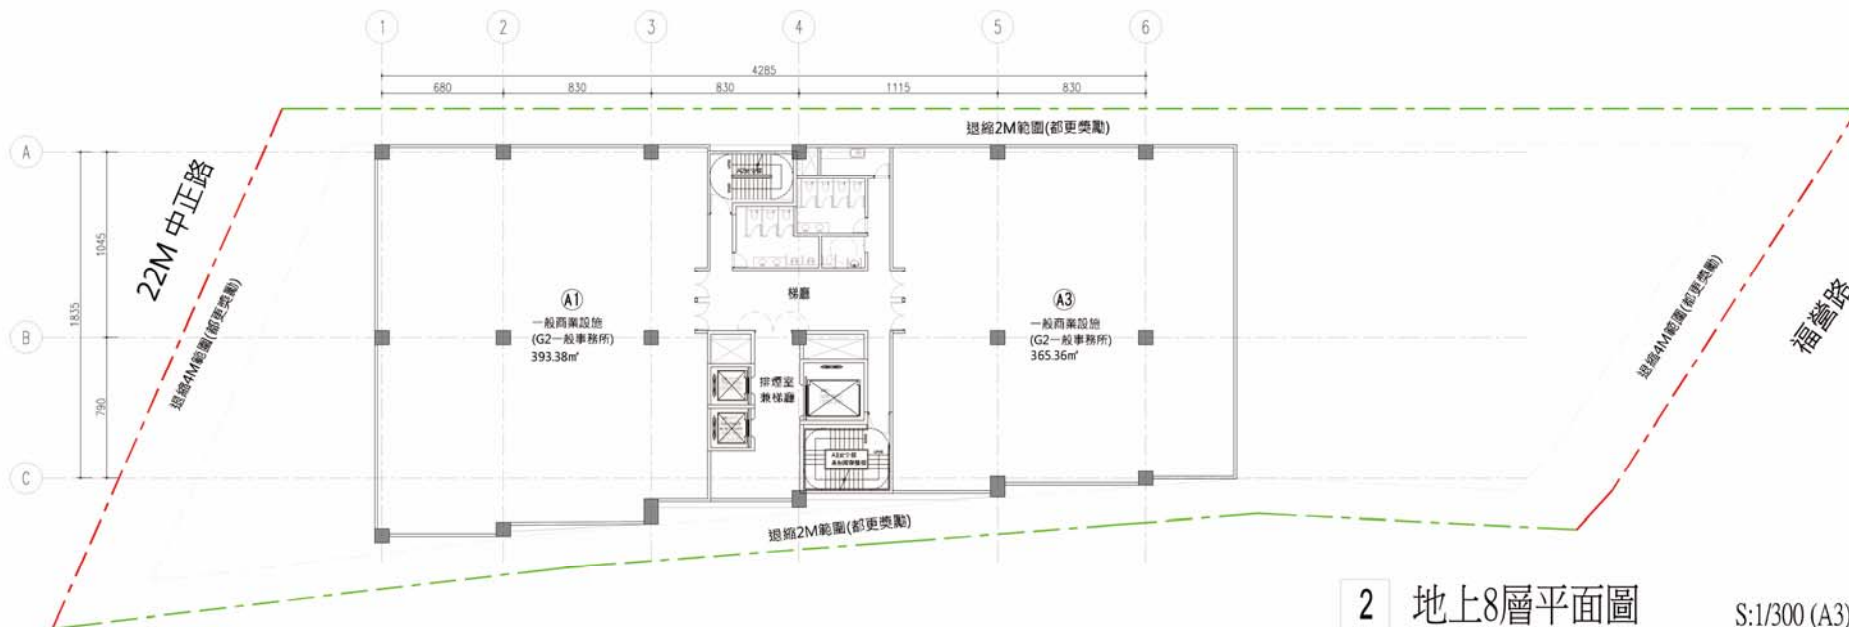 1
2
3
4
5
6
4285
680
830
830
1115
830
退縮2M範圍(都更獎勵)
A
B
C
1835
1045
790
22M 中正路
退縮4M範圍(都更獎勵)
A1
一般商業設施
(G2一般事務所)
393.38㎡
梯廳
排煙室
兼梯廳
A3
一般商業設施
(G2一般事務所)
365.36㎡
退縮4M範圍(都更獎勵)
福營路
退縮2M範圍(都更獎勵)
2 地上8層平面圖
S:1/300 (A3)